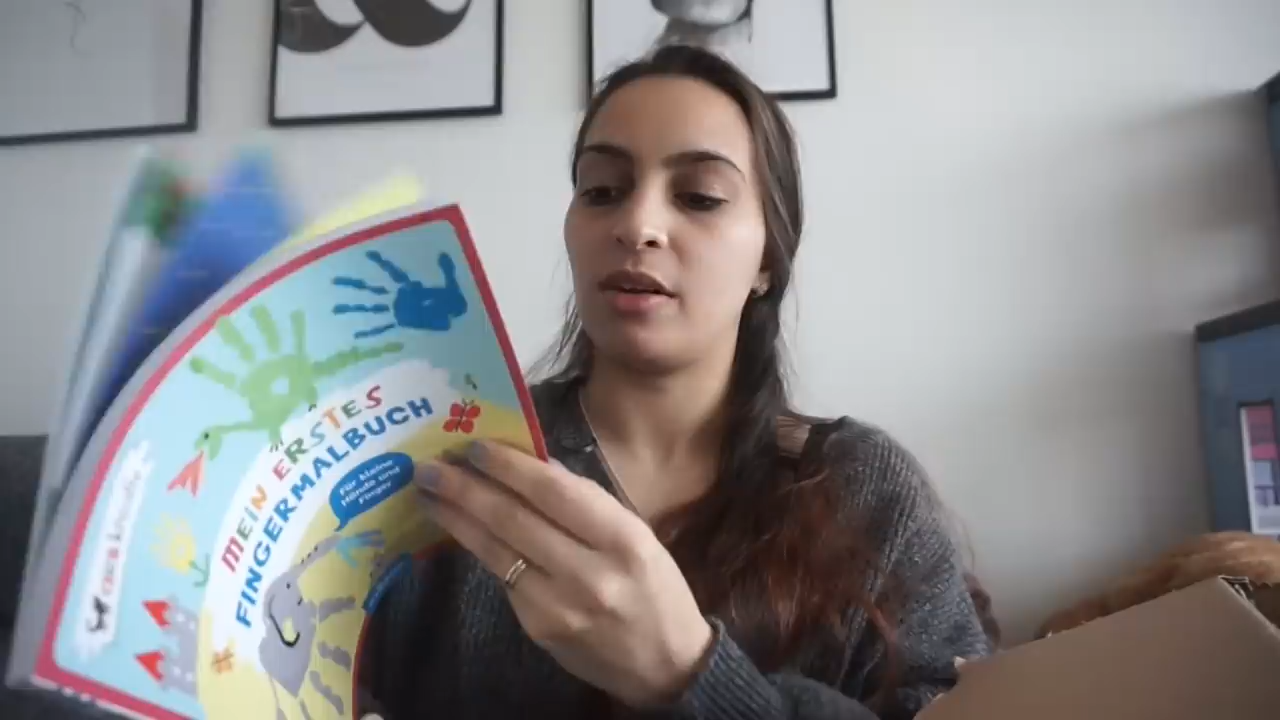 MEIN ERSTES
FINGERMALBUCH
Für kleine
Hände und
Finger